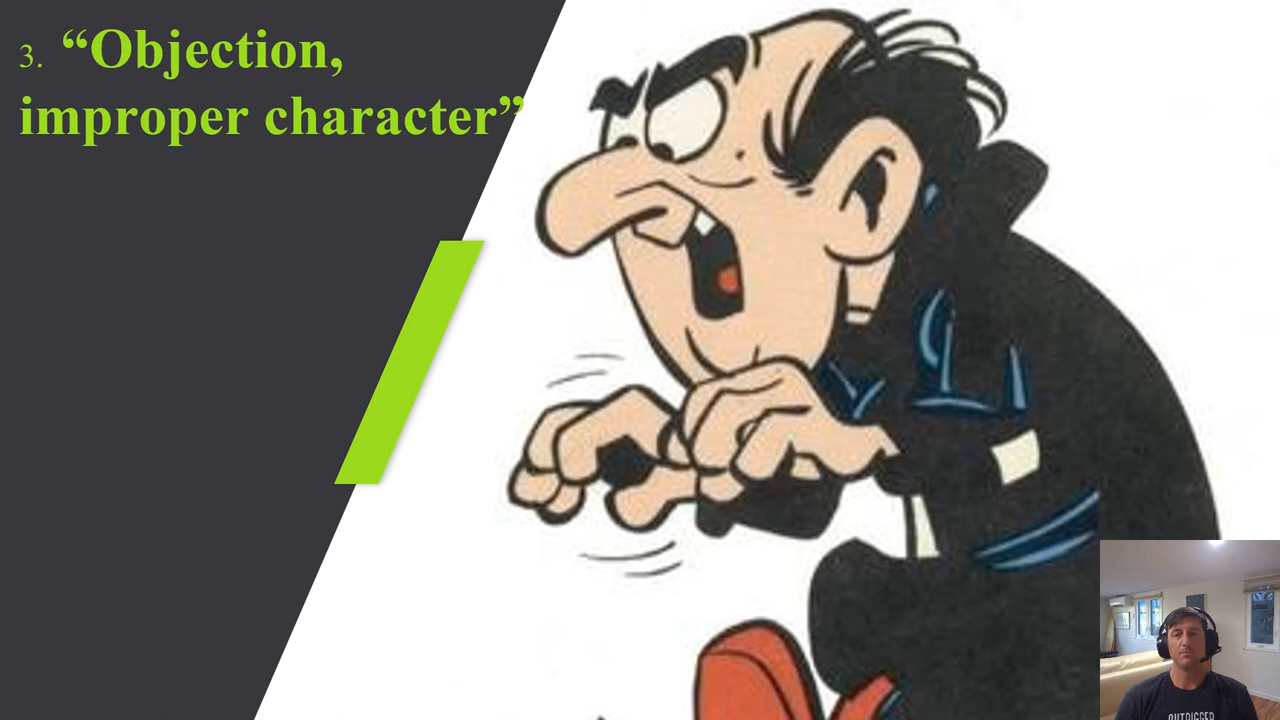 3. “Objection,
improper character”
OUTRIGGER